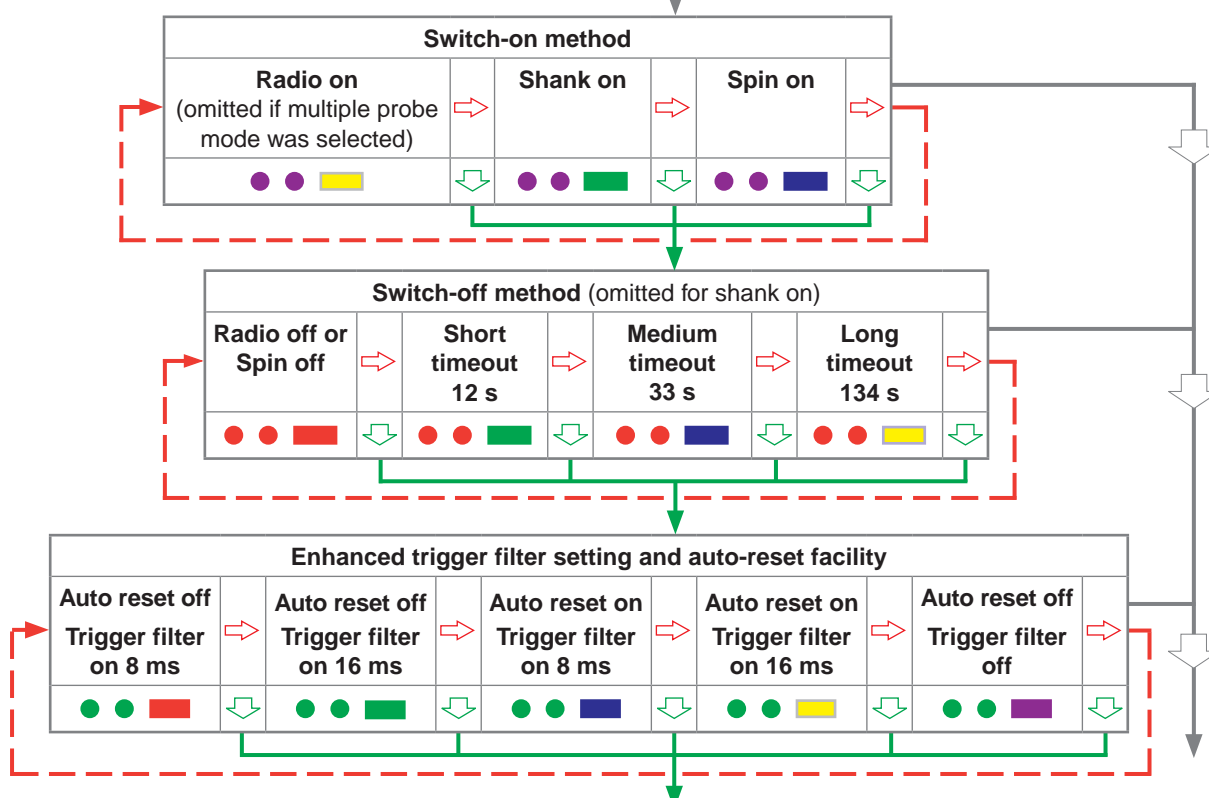 Switch-on method
Radio on
(omitted if multiple probe
mode was selected)
Shank on
Spin on
Switch-off method (omitted for shank on)
Radio off or
Spin off
Short
timeout
12 s
Medium
timeout
33 s
Long
timeout
134 s
Enhanced trigger filter setting and auto-reset facility
Auto reset off
Trigger filter
on 8 ms
Auto reset off
Trigger filter
on 16 ms
Auto reset on
Trigger filter
on 8 ms
Auto reset on
Trigger filter
on 16 ms
Auto reset off
Trigger filter
off